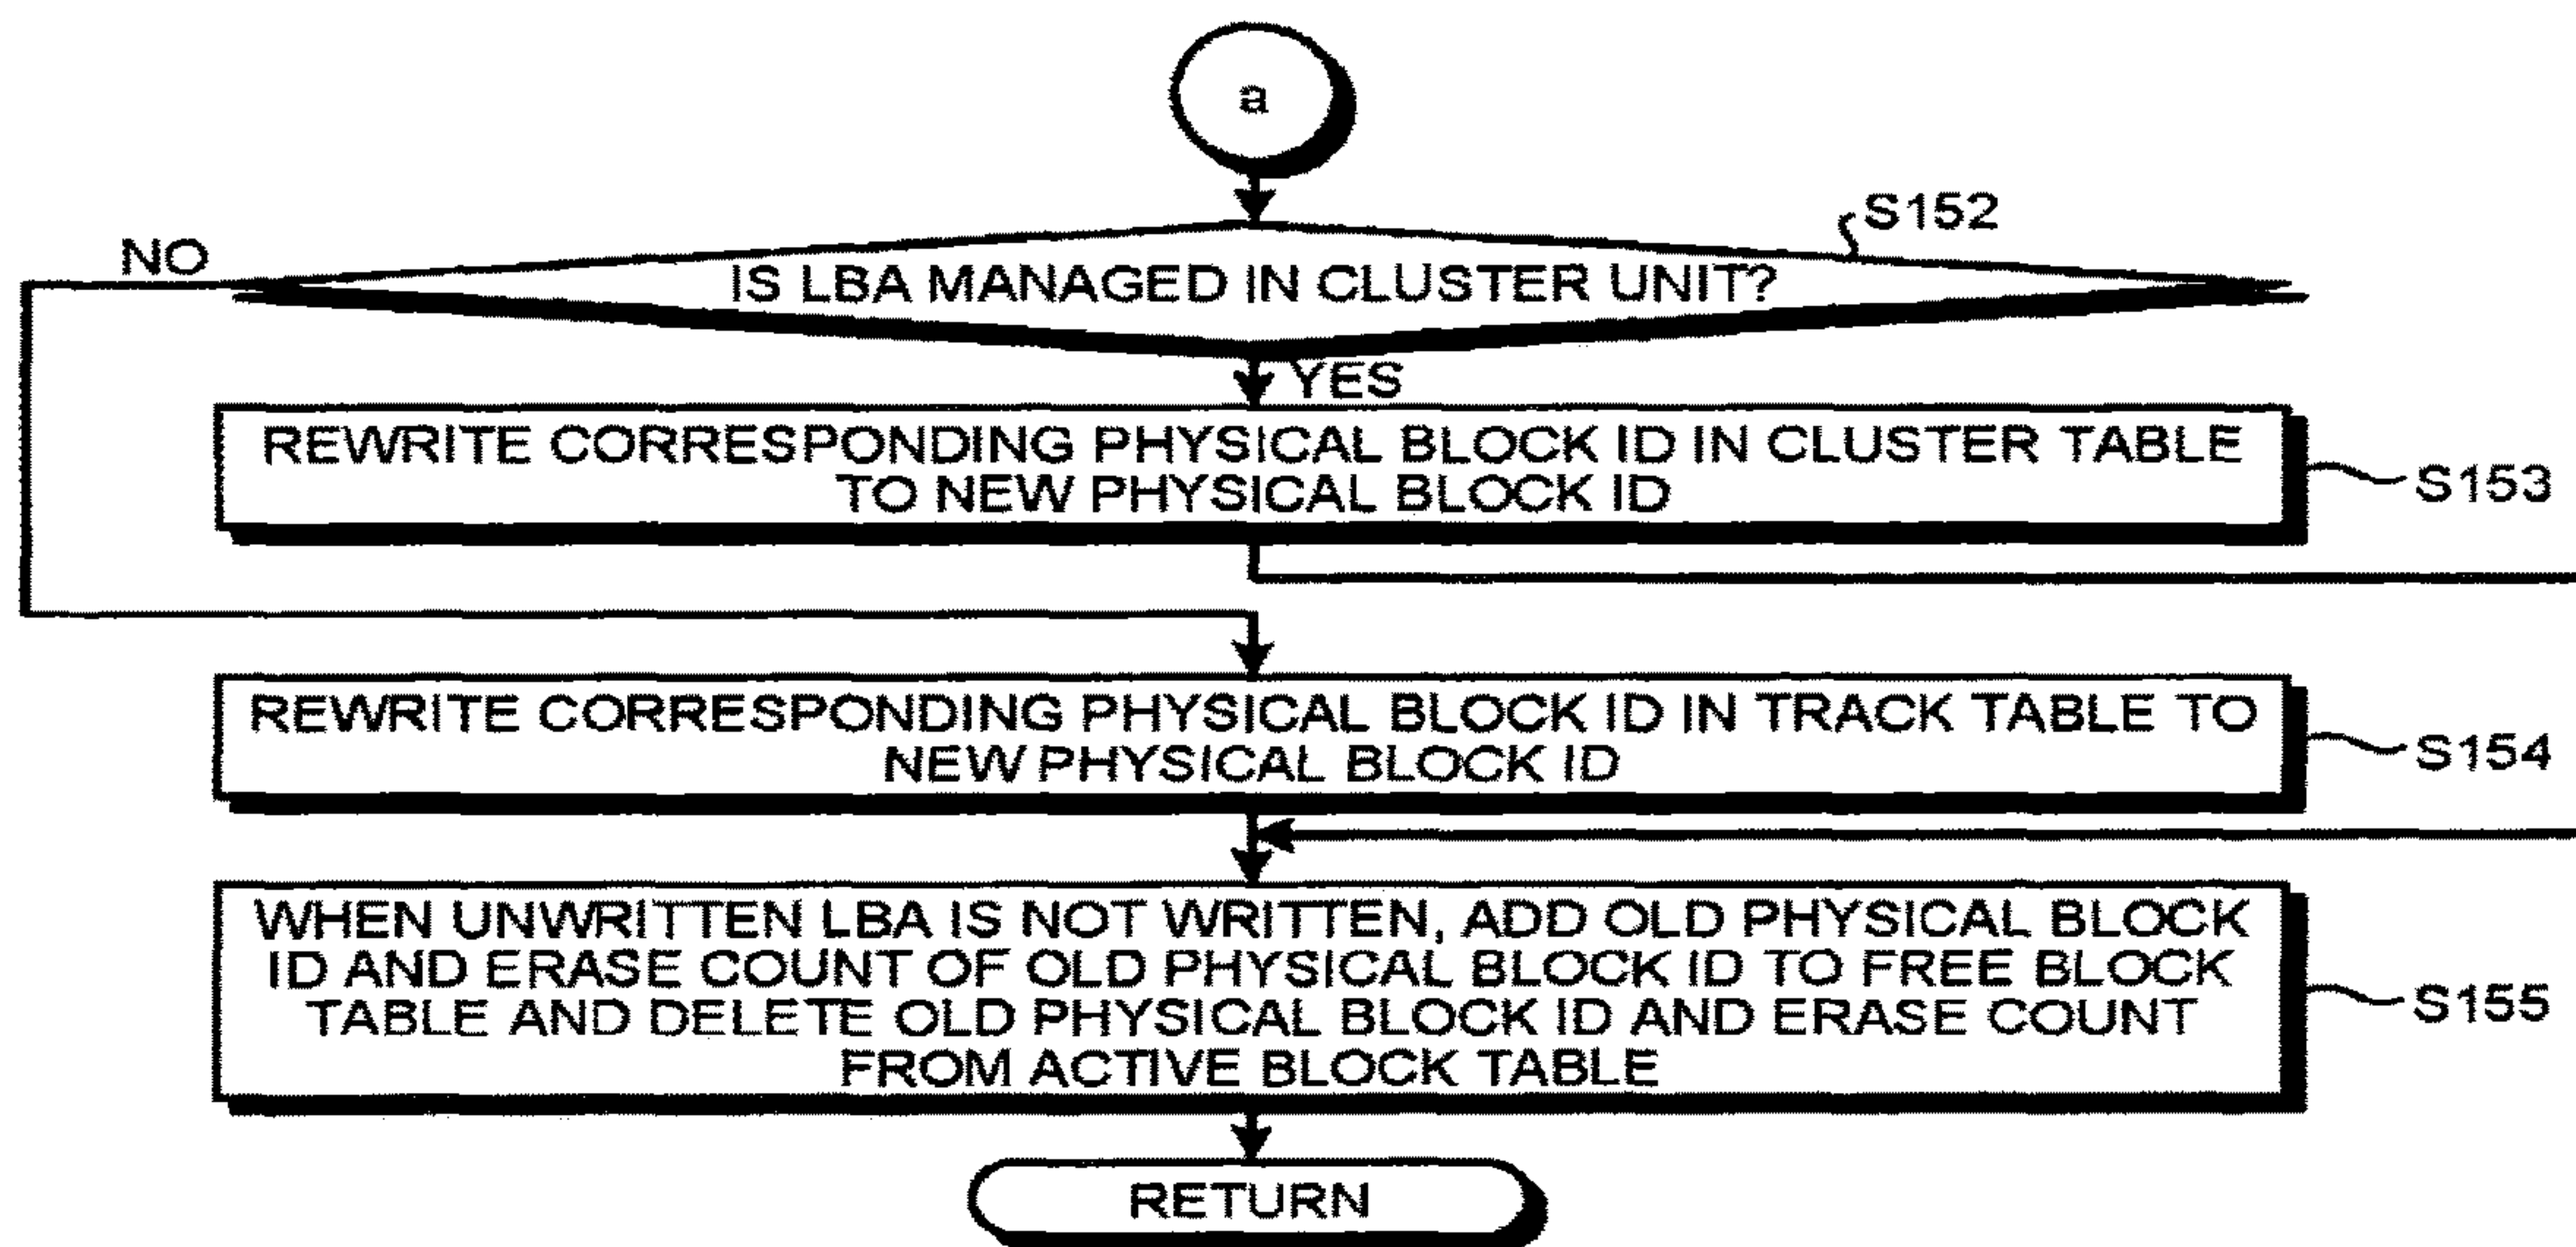 a
S152
NO
IS LBA MANAGED IN CLUSTER UNIT?
YES
REWRITE CORRESPONDING PHYSICAL BLOCK ID IN CLUSTER TABLE
TO NEW PHYSICAL BLOCK ID
S153
REWRITE CORRESPONDING PHYSICAL BLOCK ID IN TRACK TABLE TO
NEW PHYSICAL BLOCK ID
S154
WHEN UNWRITTEN LBA IS NOT WRITTEN, ADD OLD PHYSICAL BLOCK
ID AND ERASE COUNT OF OLD PHYSICAL BLOCK ID TO FREE BLOCK
TABLE AND DELETE OLD PHYSICAL BLOCK ID AND ERASE COUNT
FROM ACTIVE BLOCK TABLE
S155
RETURN